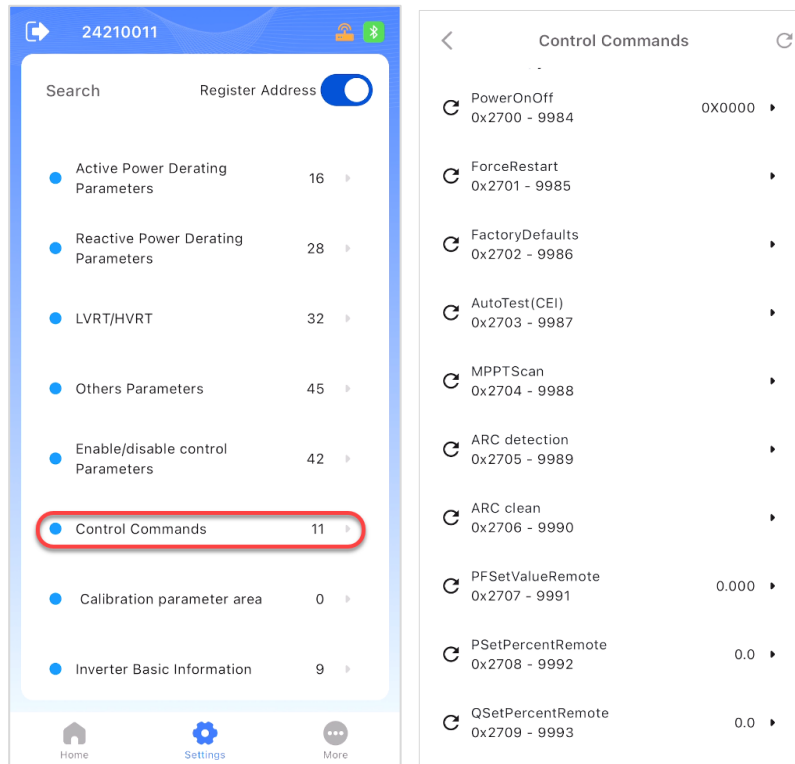 24210011
Search
Register Address
Active Power Derating
Parameters
16
Reactive Power Derating
Parameters
28
LVRT/HVRT
32
Others Parameters
45
Enable/disable control
Parameters
42
Control Commands
11
Calibration parameter area
0
Inverter Basic Information
9
Home
Settings
More
Control Commands
PowerOnOff
0x2700 - 9984
0X0000
ForceRestart
0x2701 - 9985
FactoryDefaults
0x2702 - 9986
AutoTest(CEI)
0x2703 - 9987
MPPTScan
0x2704 - 9988
ARC detection
0x2705 - 9989
ARC clean
0x2706 - 9990
PFSetValueRemote
0x2707 - 9991
0.000
PSetPercentRemote
0x2708 - 9992
0.0
QSetPercentRemote
0x2709 - 9993
0.0